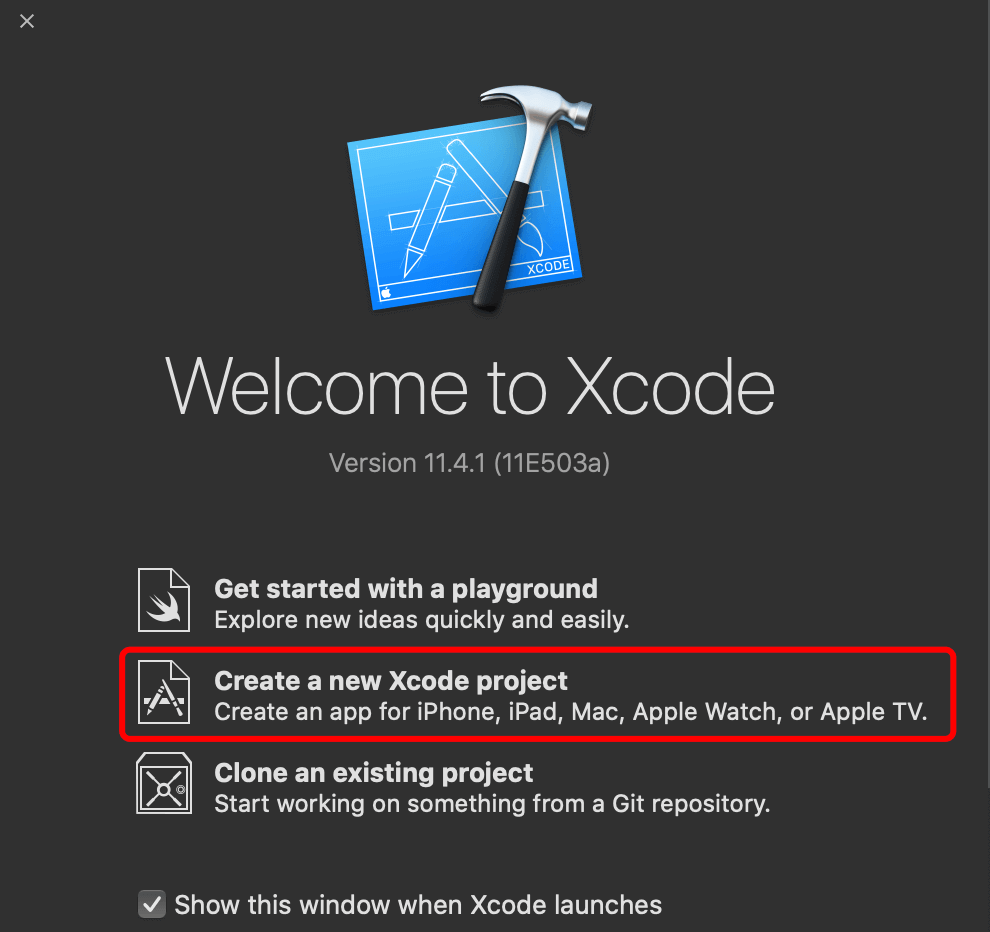 XCODE
Welcome to Xcode
Version 11.4.1 (11E503a)
Get started with a playground
Explore new ideas quickly and easily.
Create a new Xcode project
Create an app for iPhone, iPad, Mac, Apple Watch, or Apple TV.
Clone an existing project
Start working on something from a Git repository.
Show this window when Xcode launches